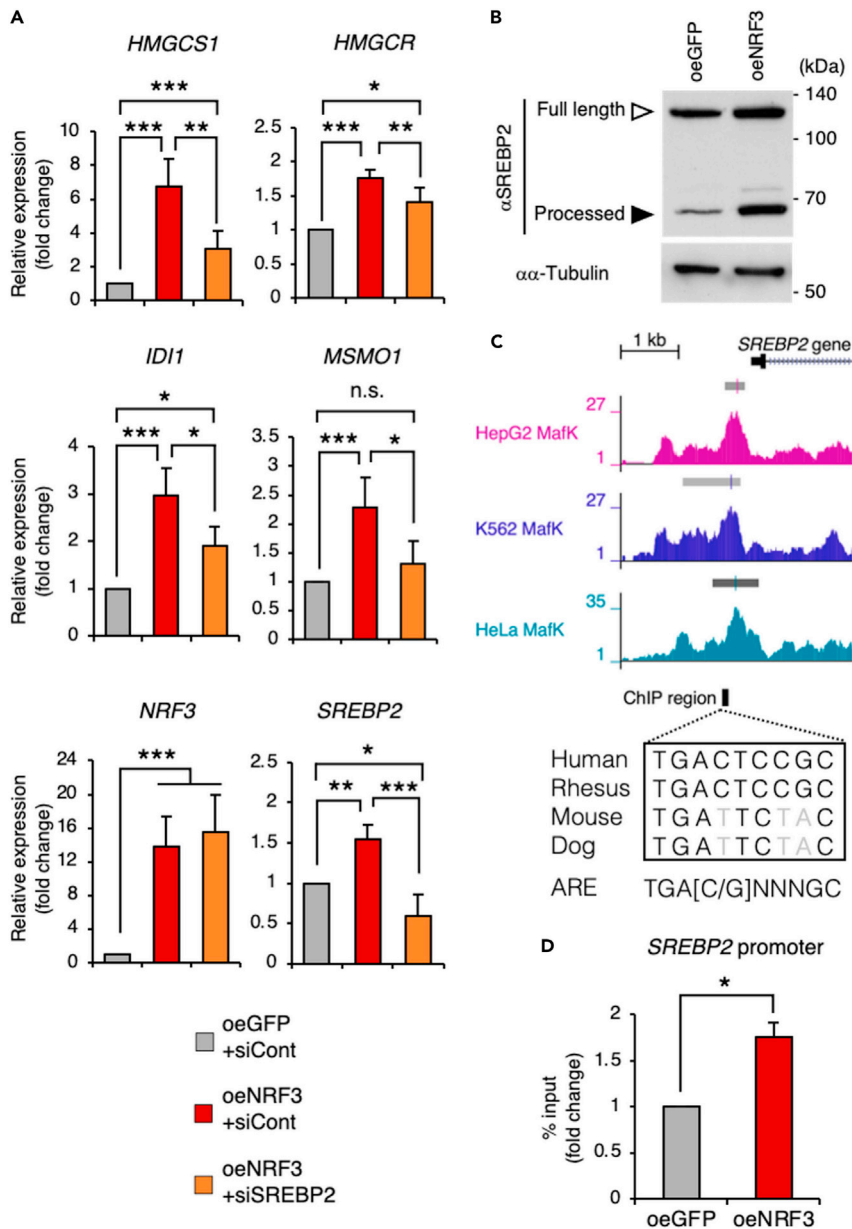 A
HMGCS1
***
*** **
Relative expression
(fold change)
10
8
6
4
2
0
HMGCR
*
*** **
2.5
2
1.5
1
0.5
0
IDI1
*
*** *
Relative expression
(fold change)
4
3
2
1
0
MSMO1
n.s.
*** *
3.5
3
2.5
2
1.5
1
0.5
0
NRF3
***
Relative expression
(fold change)
24
20
16
12
8
4
0
SREBP2
*
** ***
2.5
2
1.5
1
0.5
0
oeGFP
+siCont
oeNRF3
+siCont
oeNRF3
+siSREBP2
B
oeGFP
oeNRF3
(kDa)
αSREBP2
Full length
Processed
αα-Tubulin
- 140
- 100
- 70
- 50
C
1 kb
SREBP2 gene
HepG2 MafK
27
1
K562 MafK
27
1
HeLa MafK
35
1
ChIP region
Human TGACTCCGC
Rhesus TGACTCCGC
Mouse TGATTCTAC
Dog TGATTCTAC
ARE TGA[C/G]NNNGC
D
SREBP2 promoter
*
% input
(fold change)
2
1.5
1
0.5
0
oeGFP oeNRF3